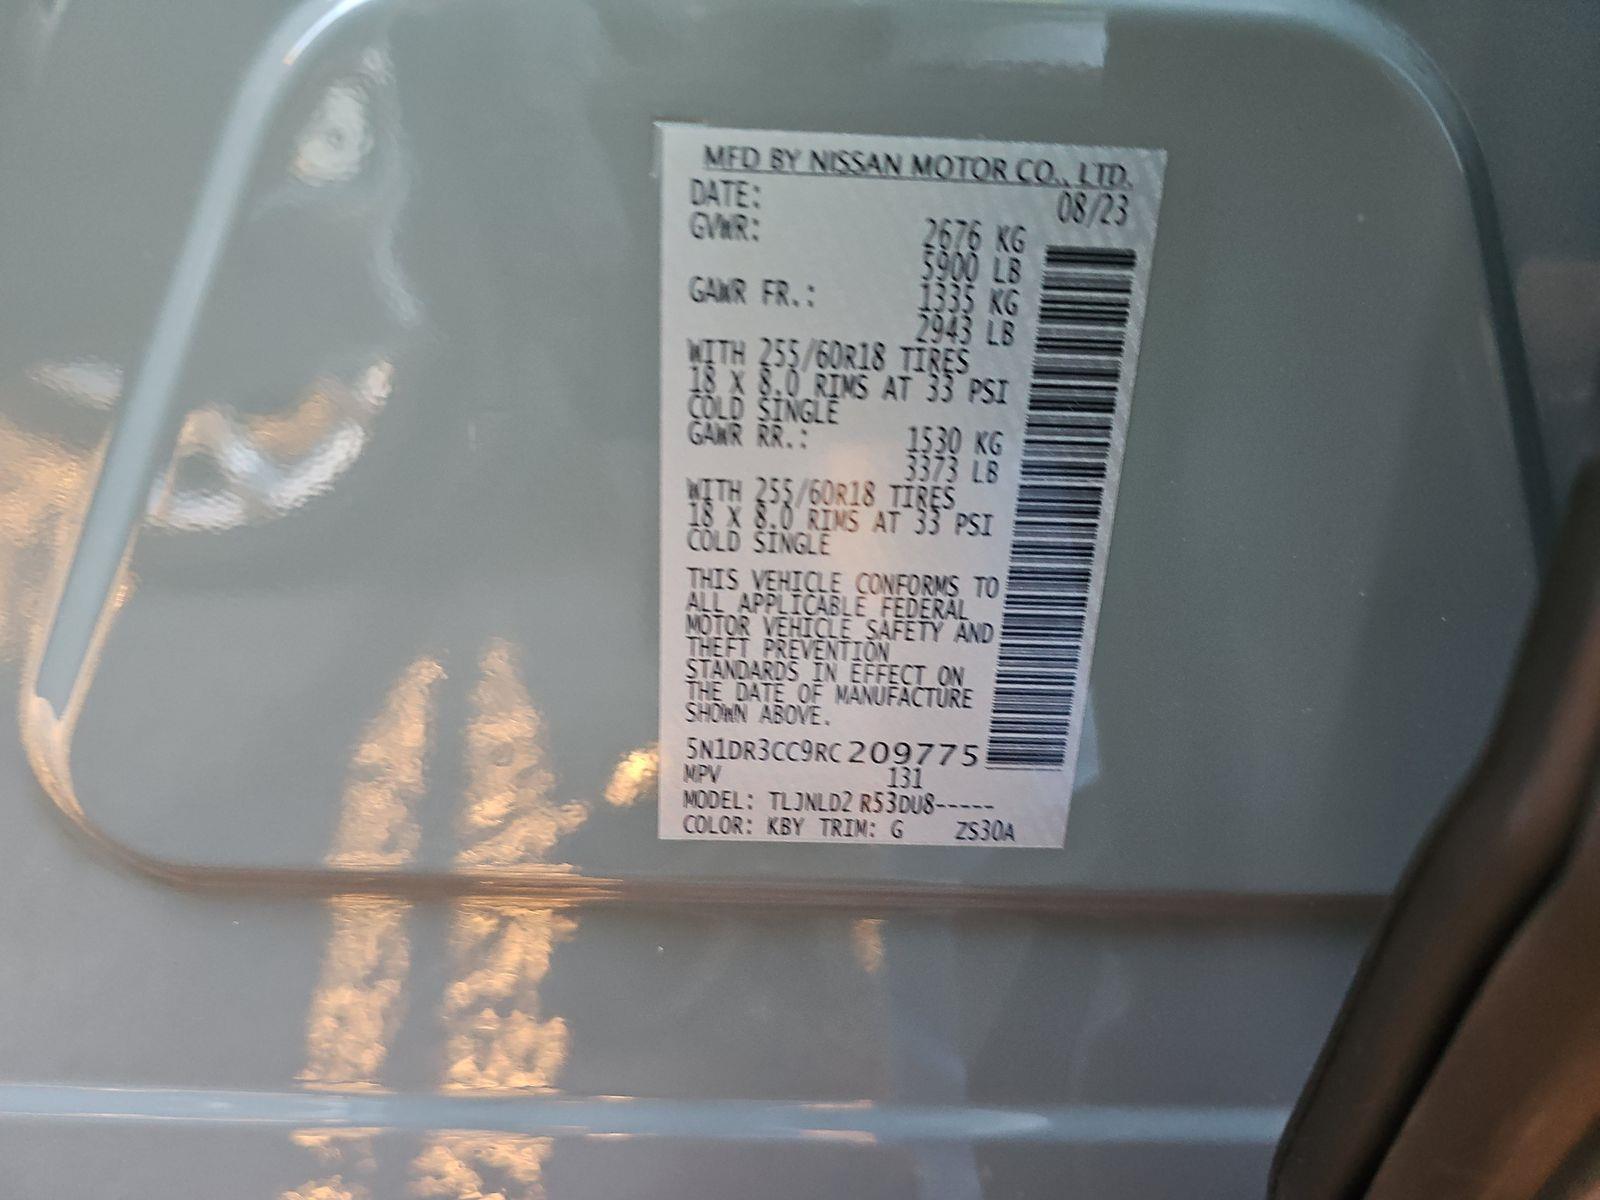 MFD BY NISSAN MOTOR CO., LTD.
DATE: 08/23
GVWR: 2676 KG
5900 LB
GAWR FR.: 1335 KG
2943 LB
WITH 255/60R18 TIRES
18 X 8.0 RIMS AT 33 PSI
COLD SINGLE
GAWR RR.: 1530 KG
3373 LB
WITH 255/60R18 TIRES
18 X 8.0 RIMS AT 33 PSI
COLD SINGLE
THIS VEHICLE CONFORMS TO
ALL APPLICABLE FEDERAL
MOTOR VEHICLE SAFETY AND
THEFT PREVENTION
STANDARDS IN EFFECT ON
THE DATE OF MANUFACTURE
SHOWN ABOVE.
5N1DR3CC9RC209775
MPV 131
MODEL: TLJNLD2 R53DU8-----
COLOR: KBY TRIM: G ZS30A